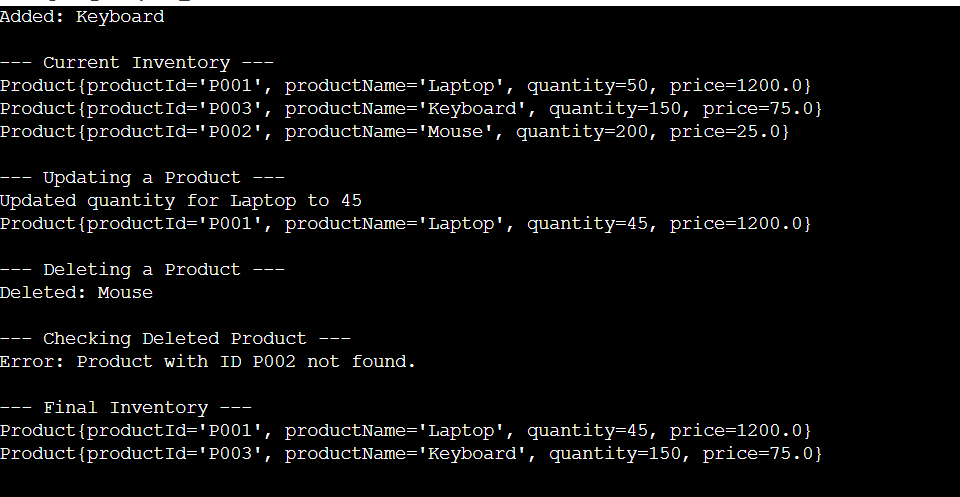 Added: Keyboard
--- Current Inventory ---
Product{productId='P001', productName='Laptop', quantity=50, price=1200.0}
Product{productId='P003', productName='Keyboard', quantity=150, price=75.0}
Product{productId='P002', productName='Mouse', quantity=200, price=25.0}
--- Updating a Product ---
Updated quantity for Laptop to 45
Product{productId='P001', productName='Laptop', quantity=45, price=1200.0}
--- Deleting a Product ---
Deleted: Mouse
--- Checking Deleted Product ---
Error: Product with ID P002 not found.
--- Final Inventory ---
Product{productId='P001', productName='Laptop', quantity=45, price=1200.0}
Product{productId='P003', productName='Keyboard', quantity=150, price=75.0}